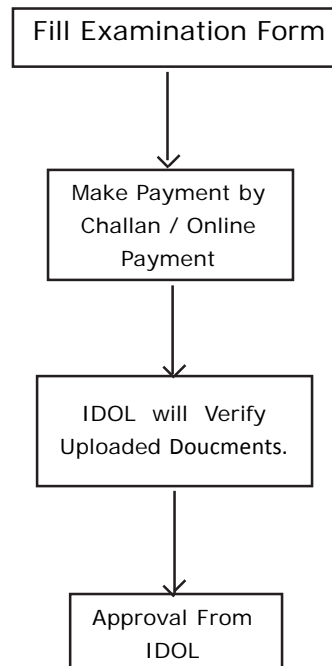 Fill Examination Form
Make Payment by
Challan / Online
Payment
IDOL will Verify
Uploaded Doucments.
Approval From
IDOL